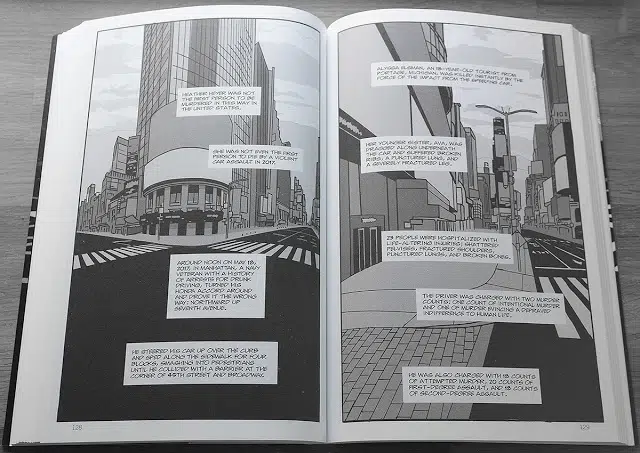 HEATHER HEYER WAS NOT
THE FIRST PERSON TO BE
MURDERED IN THIS WAY IN
THE UNITED STATES.
SHE WAS NOT EVEN THE FIRST
PERSON TO DIE BY A VIOLENT
CAR ASSAULT IN 2017.
AROUND NOON ON MAY 18,
2017, IN MANHATTAN, A NAVY
VETERAN WITH A HISTORY
OF ARRESTS FOR DRUNK
DRIVING, TURNED HIS
HONDA ACCORD AROUND
AND DROVE IT THE WRONG
WAY: NORTHWARD UP
SEVENTH AVENUE.
HE STEERED HIS CAR UP OVER THE CURB
AND SPED ALONG THE SIDEWALK FOR FOUR
BLOCKS, SMASHING INTO PEDESTRIANS
UNTIL HE COLLIDED WITH A BARRIER AT THE
CORNER OF 45TH STREET AND BROADWAY.
128
ALYSSA ELSMAN, AN 18-YEAR-OLD TOURIST FROM
PORTAGE, MICHIGAN, WAS KILLED INSTANTLY BY THE
FORCE OF THE IMPACT FROM THE SPEEDING CAR.
HER YOUNGER SISTER, AVA, WAS
DRAGGED ALONG UNDERNEATH
THE CAR AND SUFFERED BROKEN
RIBS, A PUNCTURED LUNG, AND
A SEVERELY FRACTURED LEG.
23 PEOPLE WERE HOSPITALIZED WITH
LIFE-ALTERING INJURIES: SHATTERED
PELVISES, FRACTURED SHOULDERS,
PUNCTURED LUNGS, AND BROKEN BONES.
THE DRIVER WAS CHARGED WITH TWO MURDER
COUNTS: ONE COUNT OF INTENTIONAL MURDER
AND ONE OF MURDER EVINCING A DEPRAVED
INDIFFERENCE TO HUMAN LIFE.
HE WAS ALSO CHARGED WITH 18 COUNTS
OF ATTEMPTED MURDER, 20 COUNTS OF
FIRST-DEGREE ASSAULT, AND 18 COUNTS
OF SECOND-DEGREE ASSAULT.
129